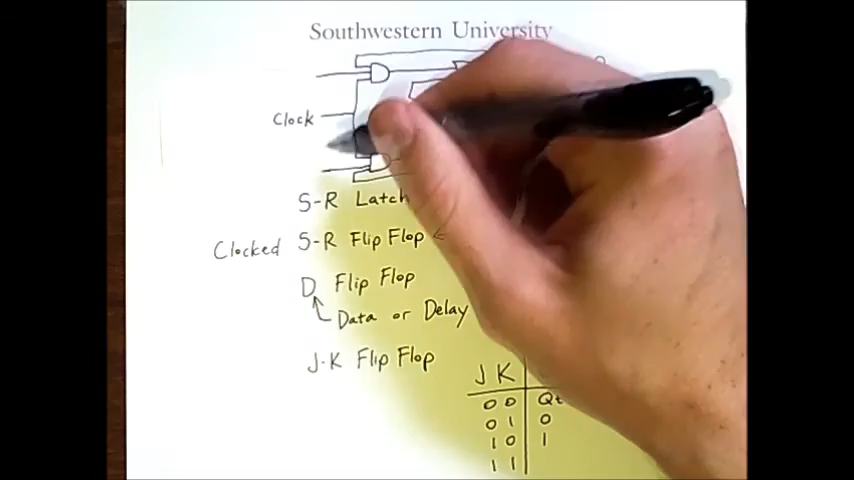 Southwestern University
Clock
S-R Latch
Clocked S-R Flip Flop
D Flip Flop
Data or Delay
J-K Flip Flop
J K
0 0 Qt
0 1 0
1 0 1
1 1